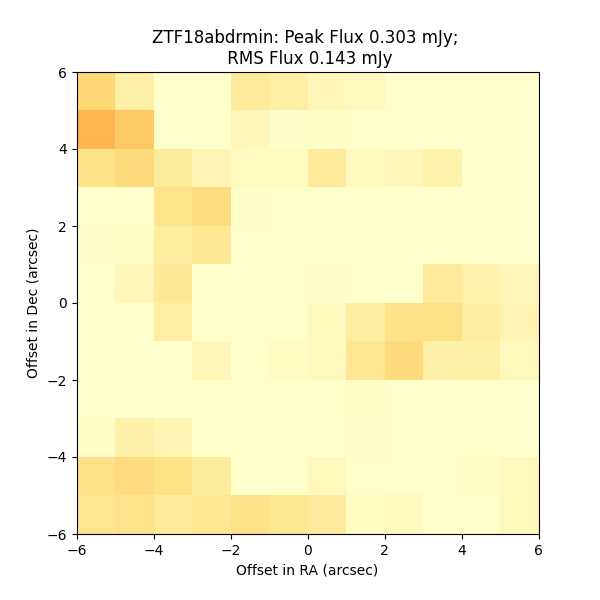 ZTF18abdrmin: Peak Flux 0.303 mJy;
RMS Flux 0.143 mJy
6
4
2
0
−2
−4
−6
Offset in Dec (arcsec)
−6 −4 −2 0 2 4 6
Offset in RA (arcsec)